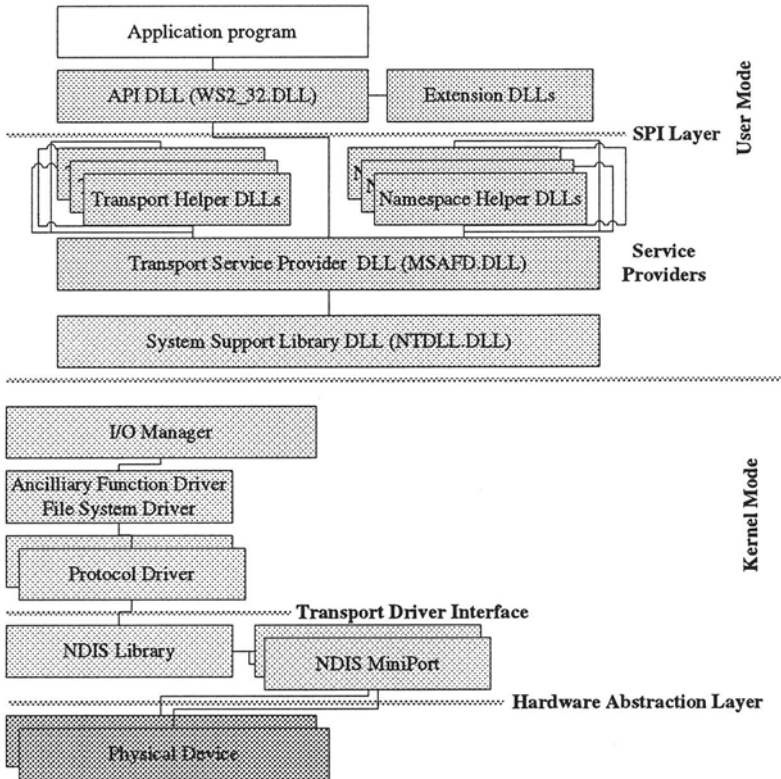 Application program
API DLL (WS2_32.DLL)
Extension DLLs
SPI Layer
User Mode
Transport Helper DLLs
N
N
Namespace Helper DLLs
Transport Service Provider DLL (MSAFD.DLL)
Service
Providers
System Support Library DLL (NTDLL.DLL)
I/O Manager
Ancilliary Function Driver
File System Driver
Kernel Mode
Protocol Driver
Transport Driver Interface
NDIS Library
NDIS MiniPort
Hardware Abstraction Layer
Physical Device